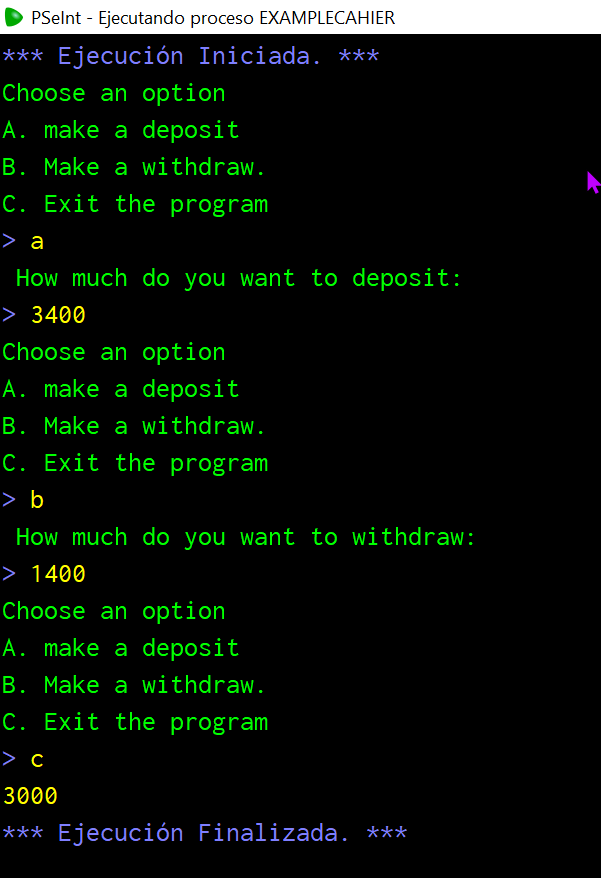 PSeInt - Ejecutando proceso EXAMPLECAHIER
*** Ejecución Iniciada. ***
Choose an option
A. make a deposit
B. Make a withdraw.
C. Exit the program
> a
How much do you want to deposit:
> 3400
Choose an option
A. make a deposit
B. Make a withdraw.
C. Exit the program
> b
How much do you want to withdraw:
> 1400
Choose an option
A. make a deposit
B. Make a withdraw.
C. Exit the program
> c
3000
*** Ejecución Finalizada. ***